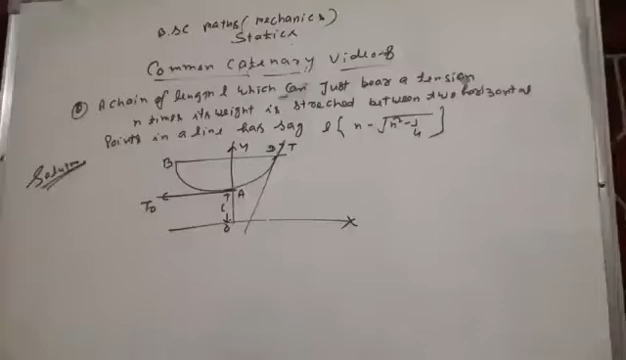 B.SC Maths (mechanics)
Statics
Common Catenary Video-8
A chain of length l which can Just bear a tension
n times its weight is stretched between two horizontal
Points in a line has sag l{n-√n²-1/4}
Solution
Y
B
T
T₀
A
C
O
X